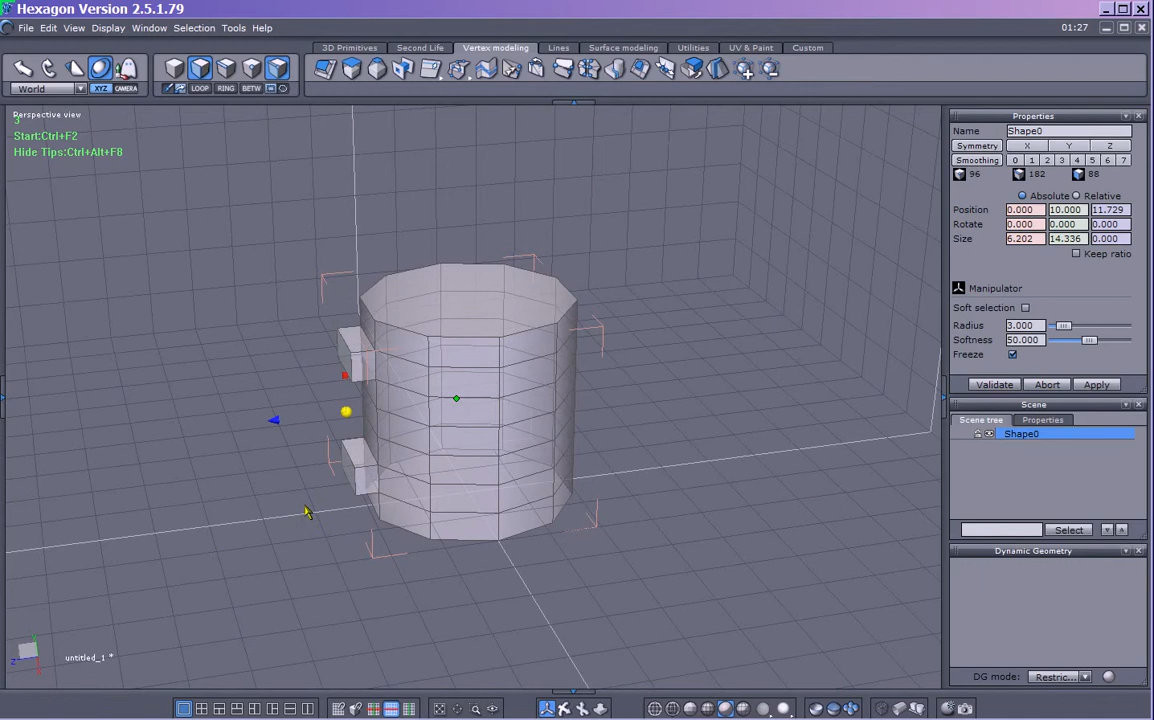 Hexagon Version 2.5.1.79
File Edit View Display Window Selection Tools Help
01:27
3D Primitives Second Life Vertex modeling Lines Surface modeling Utilities UV & Paint Custom
World XYZ CAMERA LOOP RING BETW
Perspective view
3
Start:Ctrl+F2
Hide Tips:Ctrl+Alt+F8
Properties
Name Shape0
Symmetry X Y Z
Smoothing 0 1 2 3 4 5 6 7
96 182 88
Absolute Relative
Position 0.000 10.000 11.729
Rotate 0.000 0.000 0.000
Size 6.202 14.336 0.000
Keep ratio
Manipulator
Soft selection
Radius 3.000
Softness 50.000
Freeze
Validate Abort Apply
Scene
Scene tree Properties
Shape0
Select
Dynamic Geometry
DG mode: Restric...
Y
Z X
untitled_1 *